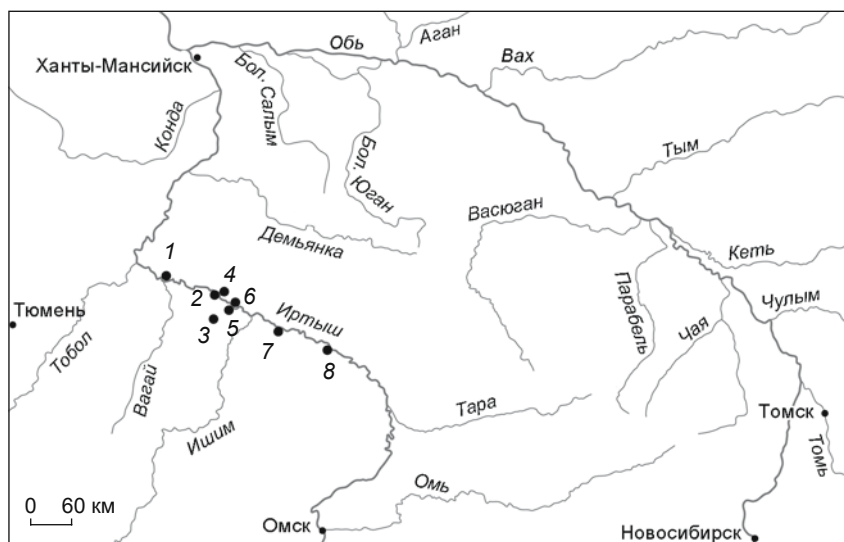 Обь
Аган
Вах
Ханты-Мансийск
Бол. Салым
Конда
Тым
Бол.
Юган
Васюган
Демьянка
Кеть
1
4
2
6
Иртыш
Парабель
Чулым
Тюмень
3
5
Чая
Тобол
7
Вагай
8
Тара
Томск
Ишим
Томь
Омь
0 60 км
Омск
Новосибирск